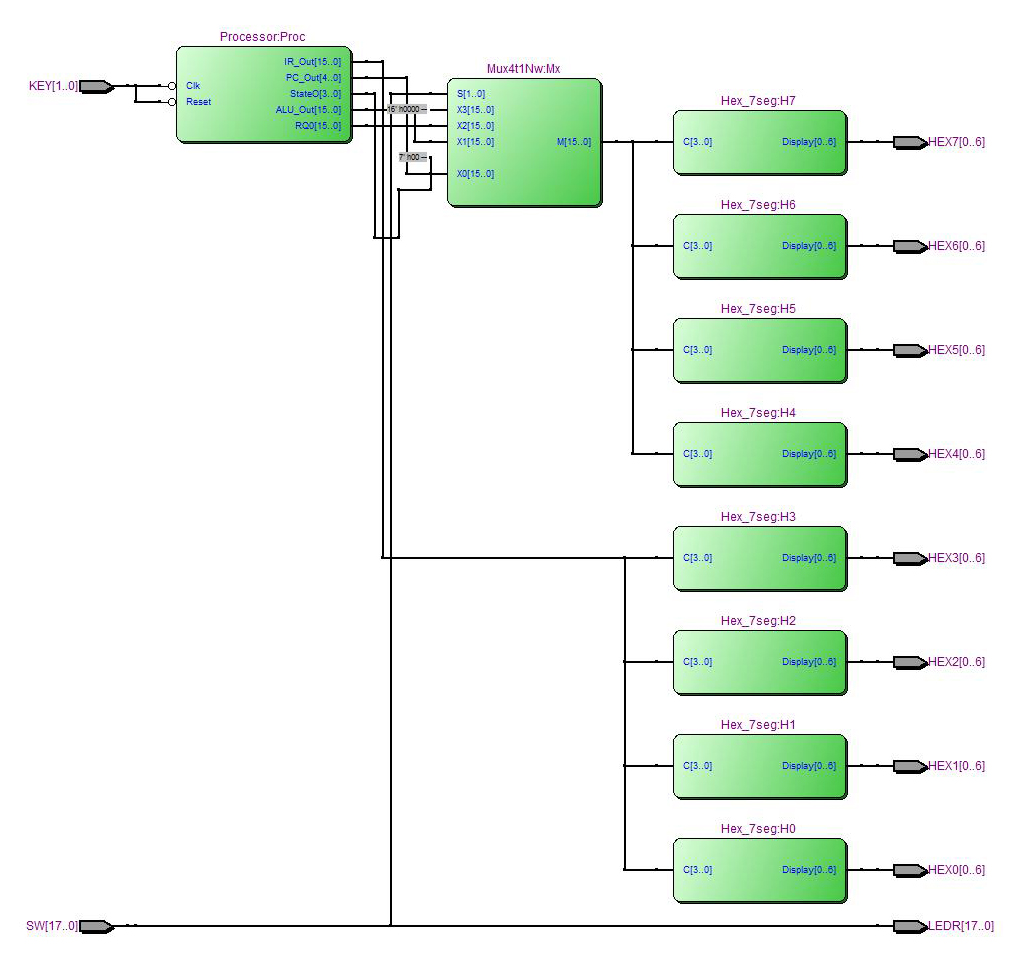 Processor:Proc
KEY[1..0]
Clk
Reset
IR_Out[15..0]
PC_Out[4..0]
StateO[3..0]
ALU_Out[15..0]
RQ0[15..0]
16' h0000 --
7' h00 --
Mux4t1Nw:Mx
S[1..0]
X3[15..0]
X2[15..0]
X1[15..0]
X0[15..0]
M[15..0]
Hex_7seg:H7
C[3..0] Display[0..6]
HEX7[0..6]
Hex_7seg:H6
C[3..0] Display[0..6]
HEX6[0..6]
Hex_7seg:H5
C[3..0] Display[0..6]
HEX5[0..6]
Hex_7seg:H4
C[3..0] Display[0..6]
HEX4[0..6]
Hex_7seg:H3
C[3..0] Display[0..6]
HEX3[0..6]
Hex_7seg:H2
C[3..0] Display[0..6]
HEX2[0..6]
Hex_7seg:H1
C[3..0] Display[0..6]
HEX1[0..6]
Hex_7seg:H0
C[3..0] Display[0..6]
HEX0[0..6]
SW[17..0]
LEDR[17..0]